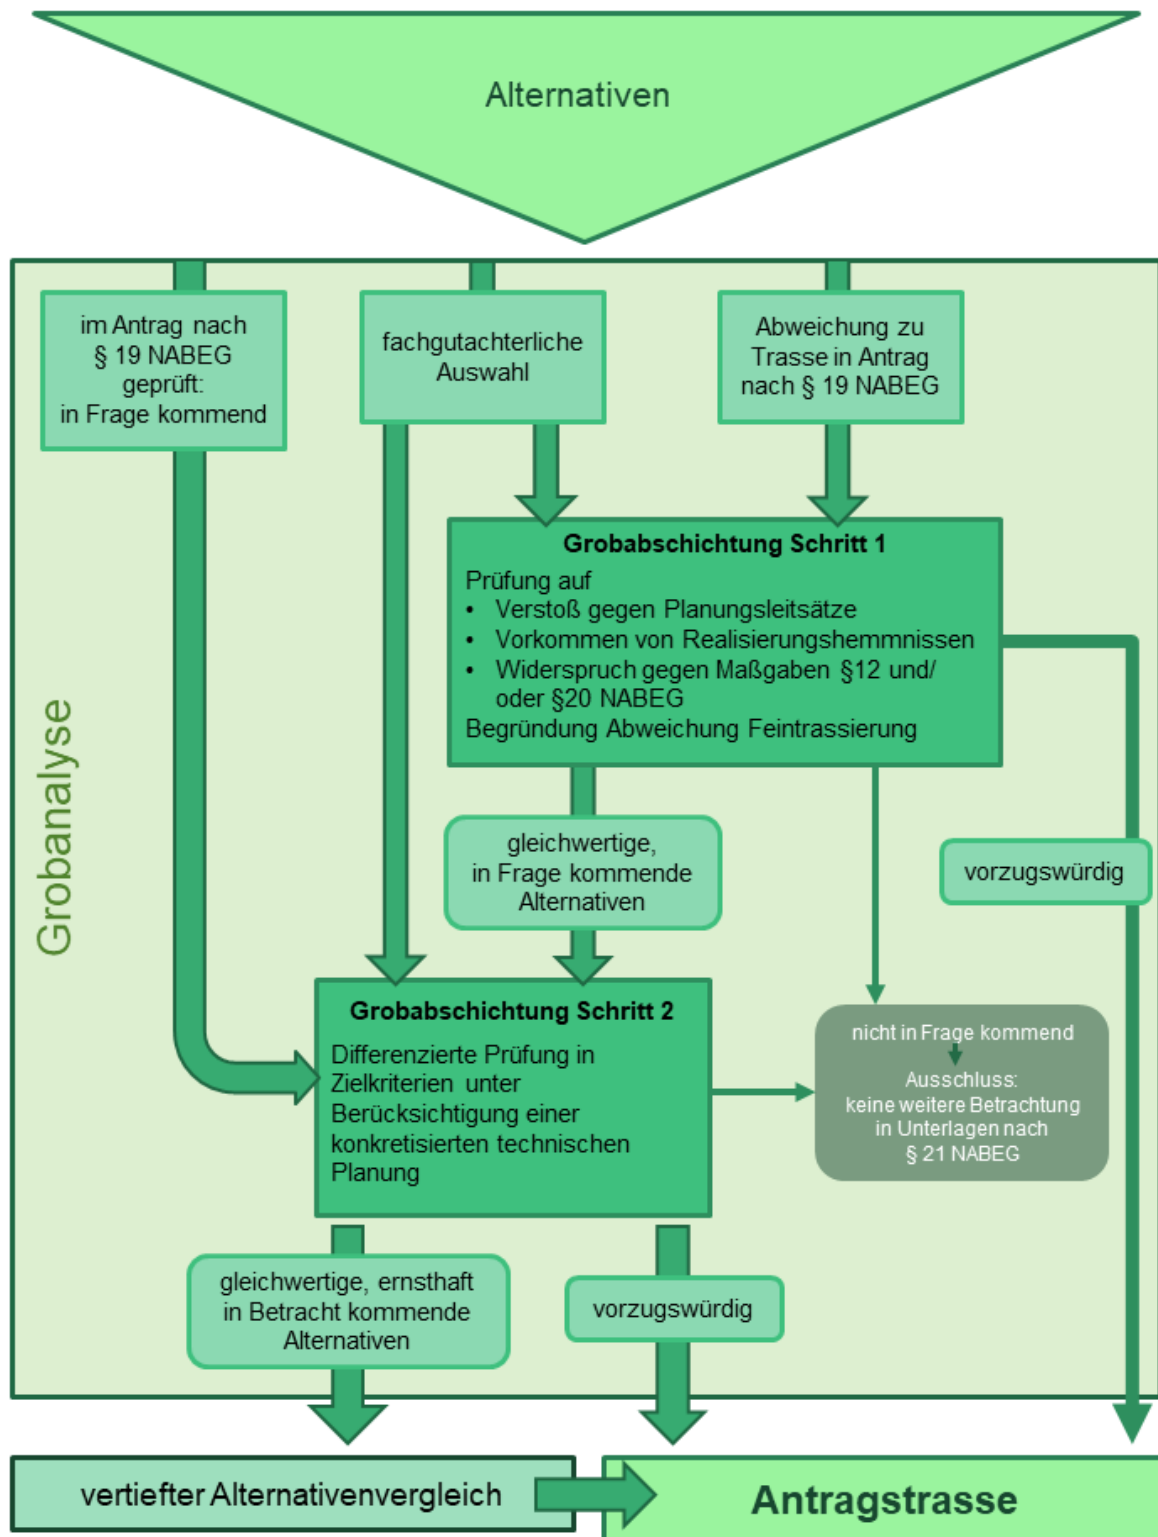 Alternativen
im Antrag nach
§ 19 NABEG
geprüft:
in Frage kommend
fachgutachterliche
Auswahl
Abweichung zu
Trasse in Antrag
nach § 19 NABEG
Grobanalyse
Grobabschichtung Schritt 1
Prüfung auf
• Verstoß gegen Planungsleitsätze
• Vorkommen von Realisierungshemmnissen
• Widerspruch gegen Maßgaben §12 und/
oder §20 NABEG
Begründung Abweichung Feintrassierung
gleichwertige,
in Frage kommende
Alternativen
vorzugswürdig
Grobabschichtung Schritt 2
Differenzierte Prüfung in
Zielkriterien unter
Berücksichtigung einer
konkretisierten technischen
Planung
nicht in Frage kommend
Ausschluss:
keine weitere Betrachtung
in Unterlagen nach
§ 21 NABEG
gleichwertige, ernsthaft
in Betracht kommende
Alternativen
vorzugswürdig
vertiefter Alternativenvergleich
Antragstrasse